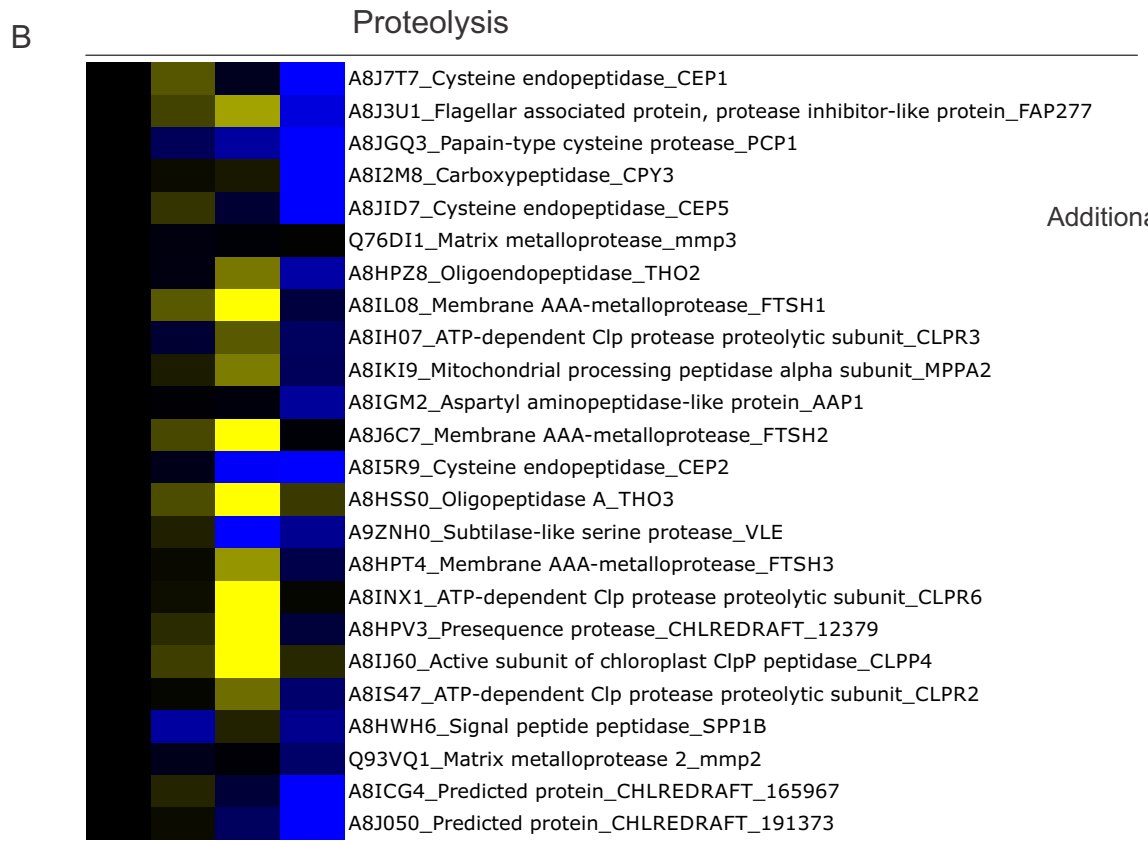 B
Proteolysis
A8J7T7_Cysteine endopeptidase_CEP1
A8J3U1_Flagellar associated protein, protease inhibitor-like protein_FAP277
A8JGQ3_Papain-type cysteine protease_PCP1
A8I2M8_Carboxypeptidase_CPY3
A8JID7_Cysteine endopeptidase_CEP5
Additiona
Q76DI1_Matrix metalloprotease_mmp3
A8HPZ8_Oligoendopeptidase_THO2
A8IL08_Membrane AAA-metalloprotease_FTSH1
A8IH07_ATP-dependent Clp protease proteolytic subunit_CLPR3
A8IKI9_Mitochondrial processing peptidase alpha subunit_MPPA2
A8IGM2_Aspartyl aminopeptidase-like protein_AAP1
A8J6C7_Membrane AAA-metalloprotease_FTSH2
A8I5R9_Cysteine endopeptidase_CEP2
A8HSS0_Oligopeptidase A_THO3
A9ZNH0_Subtilase-like serine protease_VLE
A8HPT4_Membrane AAA-metalloprotease_FTSH3
A8INX1_ATP-dependent Clp protease proteolytic subunit_CLPR6
A8HPV3_Presequence protease_CHLREDRAFT_12379
A8IJ60_Active subunit of chloroplast ClpP peptidase_CLPP4
A8IS47_ATP-dependent Clp protease proteolytic subunit_CLPR2
A8HWH6_Signal peptide peptidase_SPP1B
Q93VQ1_Matrix metalloprotease 2_mmp2
A8ICG4_Predicted protein_CHLREDRAFT_165967
A8J050_Predicted protein_CHLREDRAFT_191373